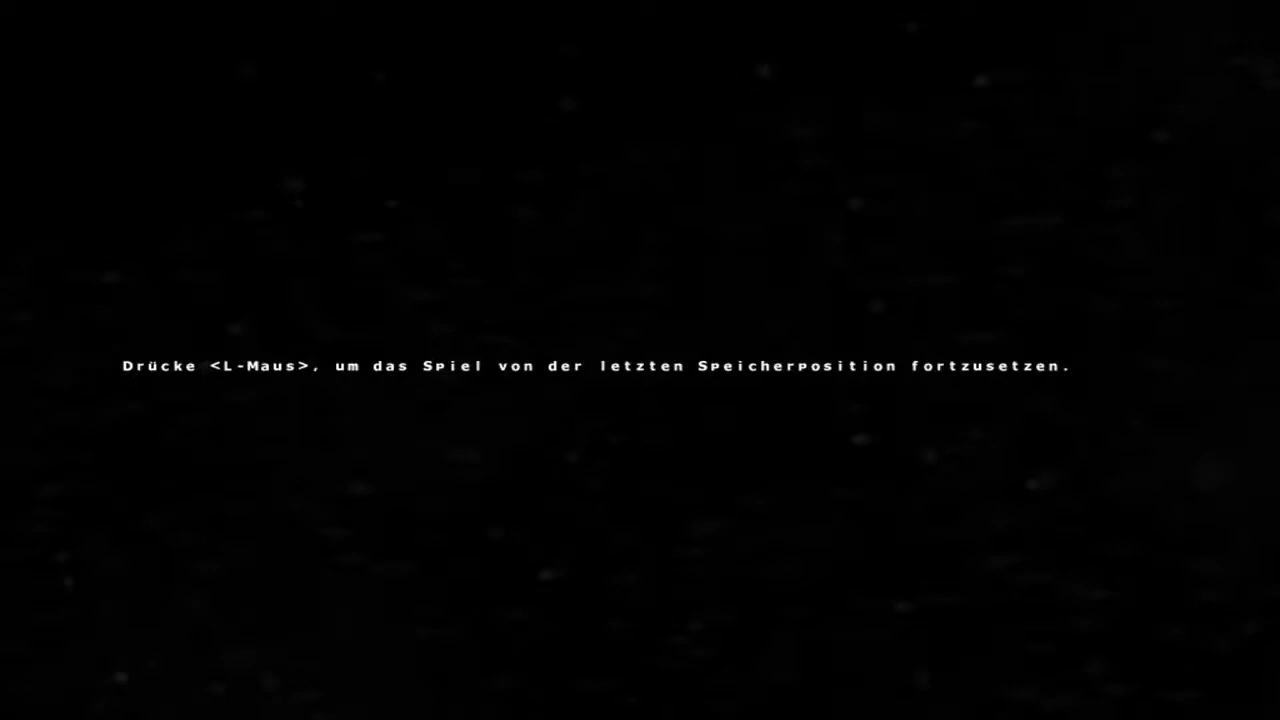 Drücke <L-Maus>, um das Spiel von der letzten Speicherposition fortzusetzen.